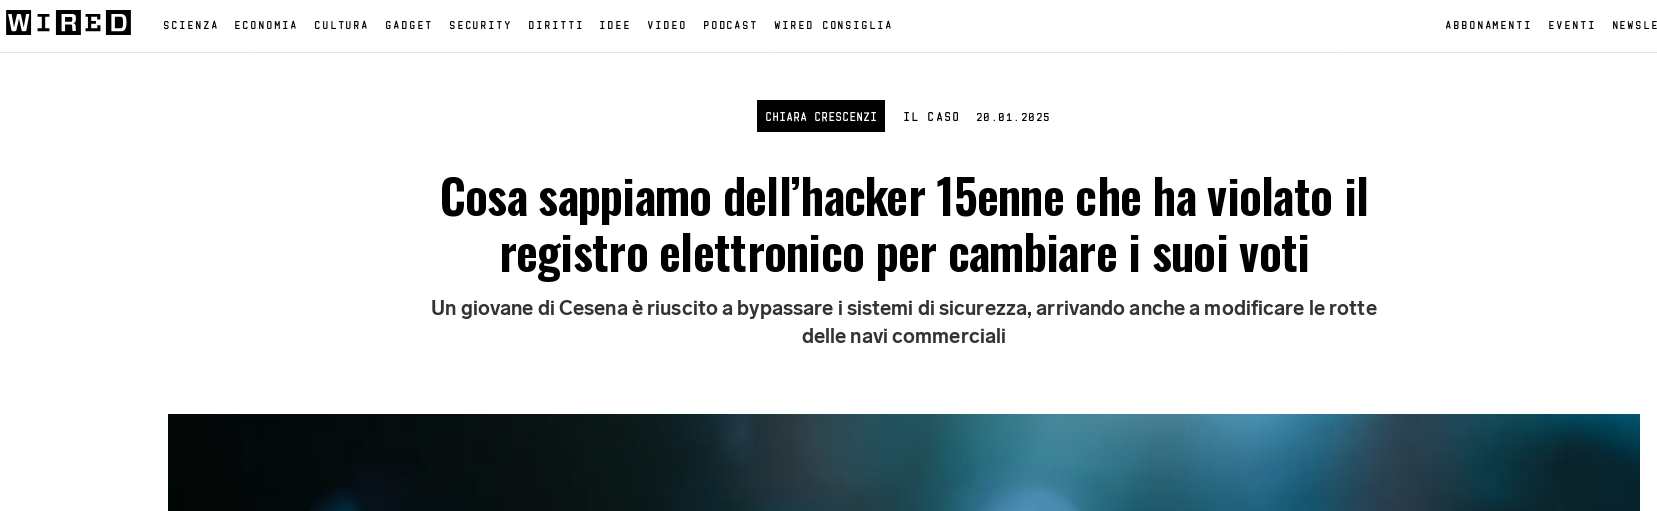 WIRED SCIENZA ECONOMIA CULTURA GADGET SECURITY DIRITTI IDEE VIDEO PODCAST WIRED CONSIGLIA ABBONAMENTI EVENTI NEWSLE
CHIARA CRESCENZI IL CASO 20.01.2025
Cosa sappiamo dell’hacker 15enne che ha violato il
registro elettronico per cambiare i suoi voti
Un giovane di Cesena è riuscito a bypassare i sistemi di sicurezza, arrivando anche a modificare le rotte
delle navi commerciali